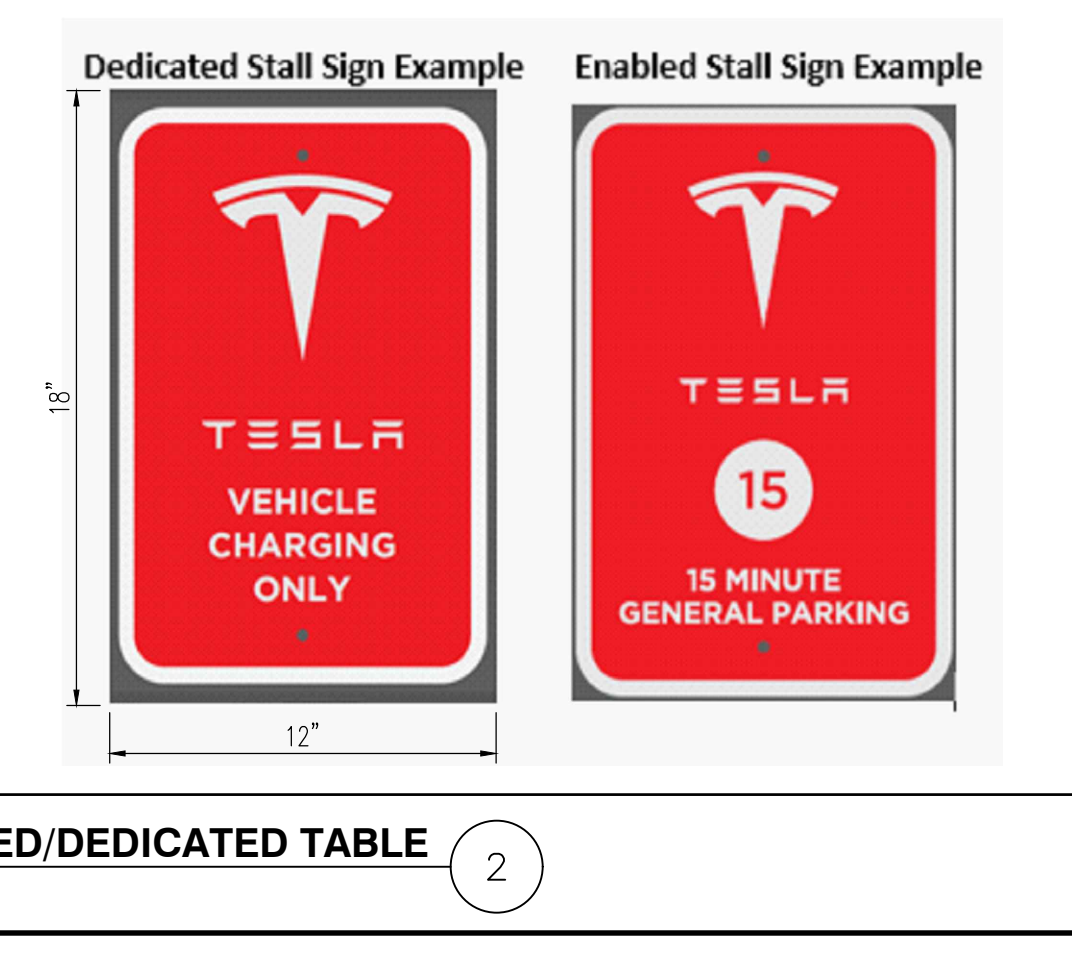 Dedicated Stall Sign Example
TESLA
VEHICLE
CHARGING
ONLY
18”
12”
Enabled Stall Sign Example
TESLA
15
15 MINUTE
GENERAL PARKING
ED/DEDICATED TABLE
2